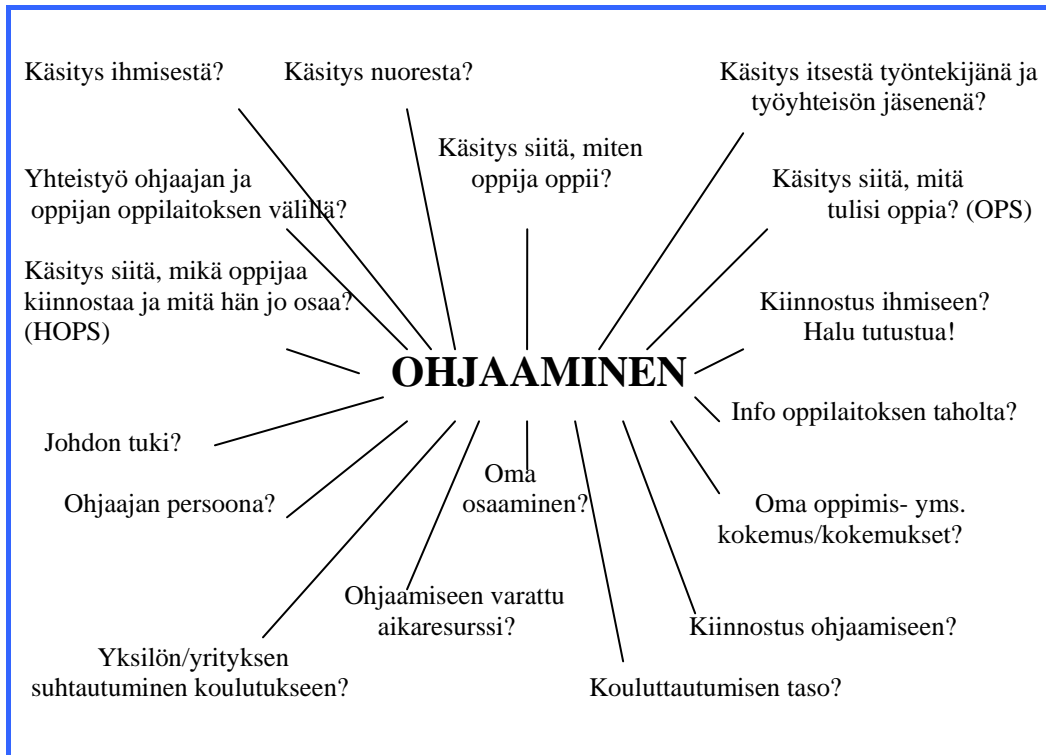 Käsitys ihmisestä?
Käsitys nuoresta?
Käsitys itsestä työntekijänä ja
työyhteisön jäsenenä?
Käsitys siitä, miten
oppija oppii?
Yhteistyö ohjaajan ja
oppijan oppilaitoksen välillä?
Käsitys siitä, mitä
tulisi oppia? (OPS)
Käsitys siitä, mikä oppijaa
kiinnostaa ja mitä hän jo osaa?
(HOPS)
Kiinnostus ihmiseen?
Halu tutustua!
OHJAAMINEN
Info oppilaitoksen taholta?
Johdon tuki?
Oma
osaaminen?
Ohjaajan persoona?
Oma oppimis- yms.
kokemus/kokemukset?
Ohjaamiseen varattu
aikaresurssi?
Kiinnostus ohjaamiseen?
Yksilön/yrityksen
suhtautuminen koulutukseen?
Kouluttautumisen taso?